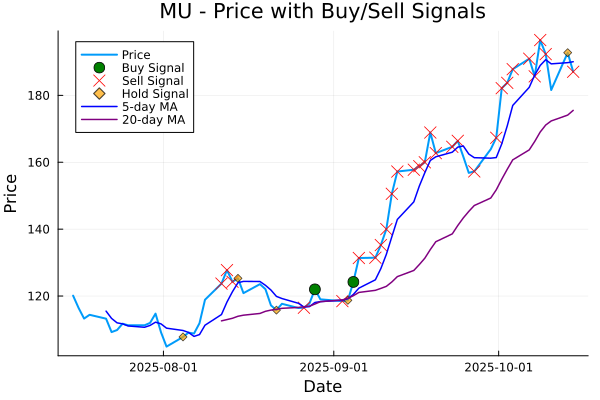 MU - Price with Buy/Sell Signals
Price
Buy Signal
Sell Signal
Hold Signal
5-day MA
20-day MA
Price
180
160
140
120
2025-08-01
2025-09-01
2025-10-01
Date